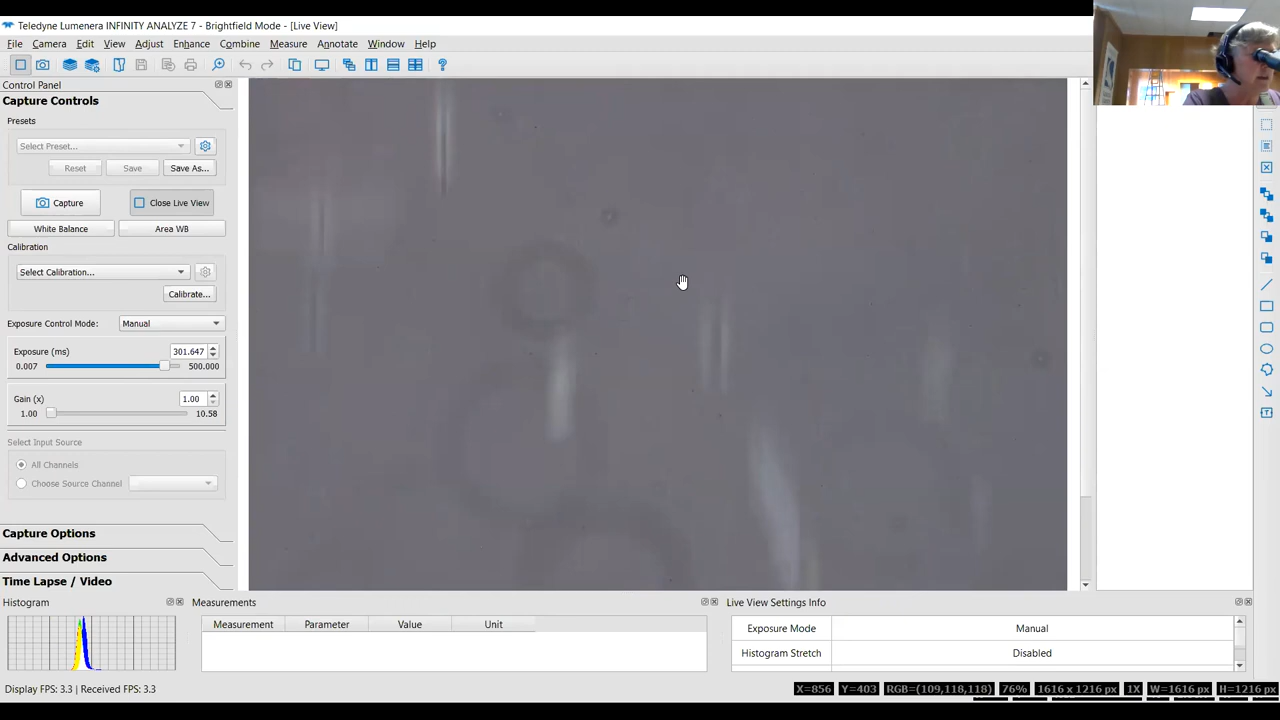 Teledyne Lumenera INFINITY ANALYZE 7 - Brightfield Mode - [Live View]
File Camera Edit View Adjust Enhance Combine Measure Annotate Window Help
Control Panel
Capture Controls
Presets
Select Preset...
Reset Save Save As...
Capture Close Live View
White Balance Area WB
Calibration
Select Calibration...
Calibrate...
Exposure Control Mode: Manual
Exposure (ms) 301.647
0.007 500.000
Gain (x) 1.00
1.00 10.58
Select Input Source
All Channels
Choose Source Channel
Capture Options
Advanced Options
Time Lapse / Video
Histogram Measurements Live View Settings Info
Measurement Parameter Value Unit
Exposure Mode Manual
Histogram Stretch Disabled
Display FPS: 3.3 | Received FPS: 3.3 X=856 Y=403 RGB=(109,118,118) 76% 1616 x 1216 px 1X W=1616 px H=1216 px